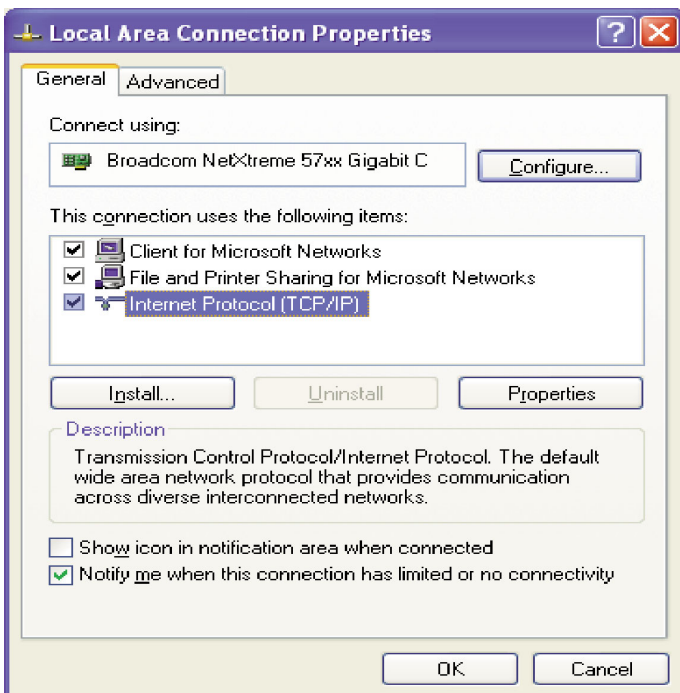 Local Area Connection Properties
General
Advanced
Connect using:
Broadcom NetXtreme 57xx Gigabit C
Configure...
This connection uses the following items:
Client for Microsoft Networks
File and Printer Sharing for Microsoft Networks
Internet Protocol (TCP/IP)
Install...
Uninstall
Properties
Description
Transmission Control Protocol/Internet Protocol. The default
wide area network protocol that provides communication
across diverse interconnected networks.
Show icon in notification area when connected
Notify me when this connection has limited or no connectivity
OK
Cancel